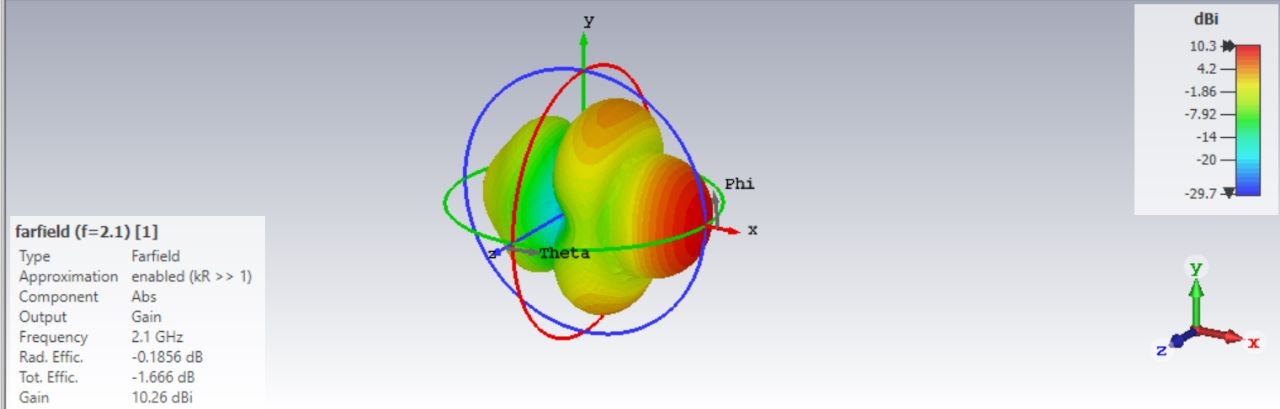 y
dBi
10.3
4.2
-1.86
-7.92
-14
-20
-29.7
Phi
x
z
Theta
farfield (f=2.1) [1]
Type Farfield
Approximation enabled (kR >> 1)
Component Abs
Output Gain
Frequency 2.1 GHz
Rad. Effic. -0.1856 dB
Tot. Effic. -1.666 dB
Gain 10.26 dBi
y
z
x